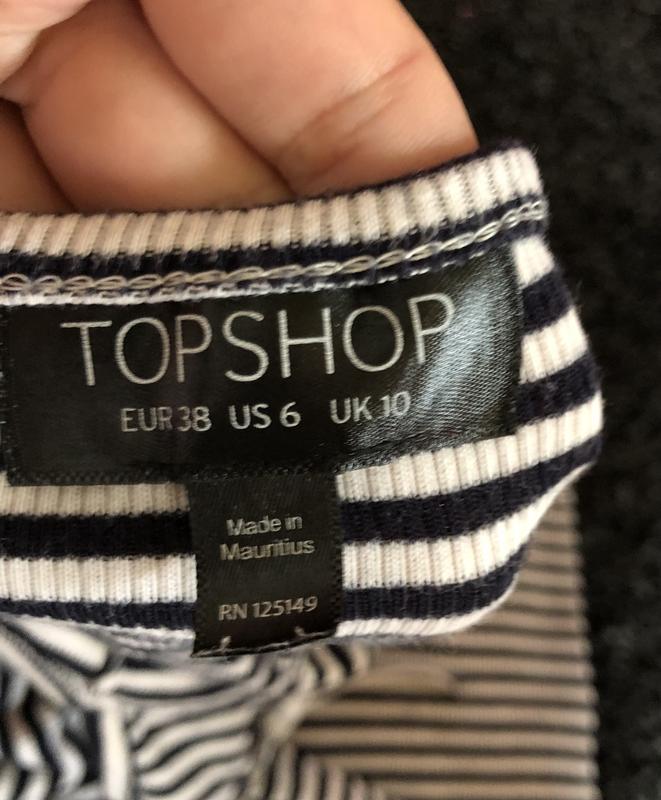 TOPSHOP
EUR 38 US 6 UK 10
Made in
Mauritius
RN 125149